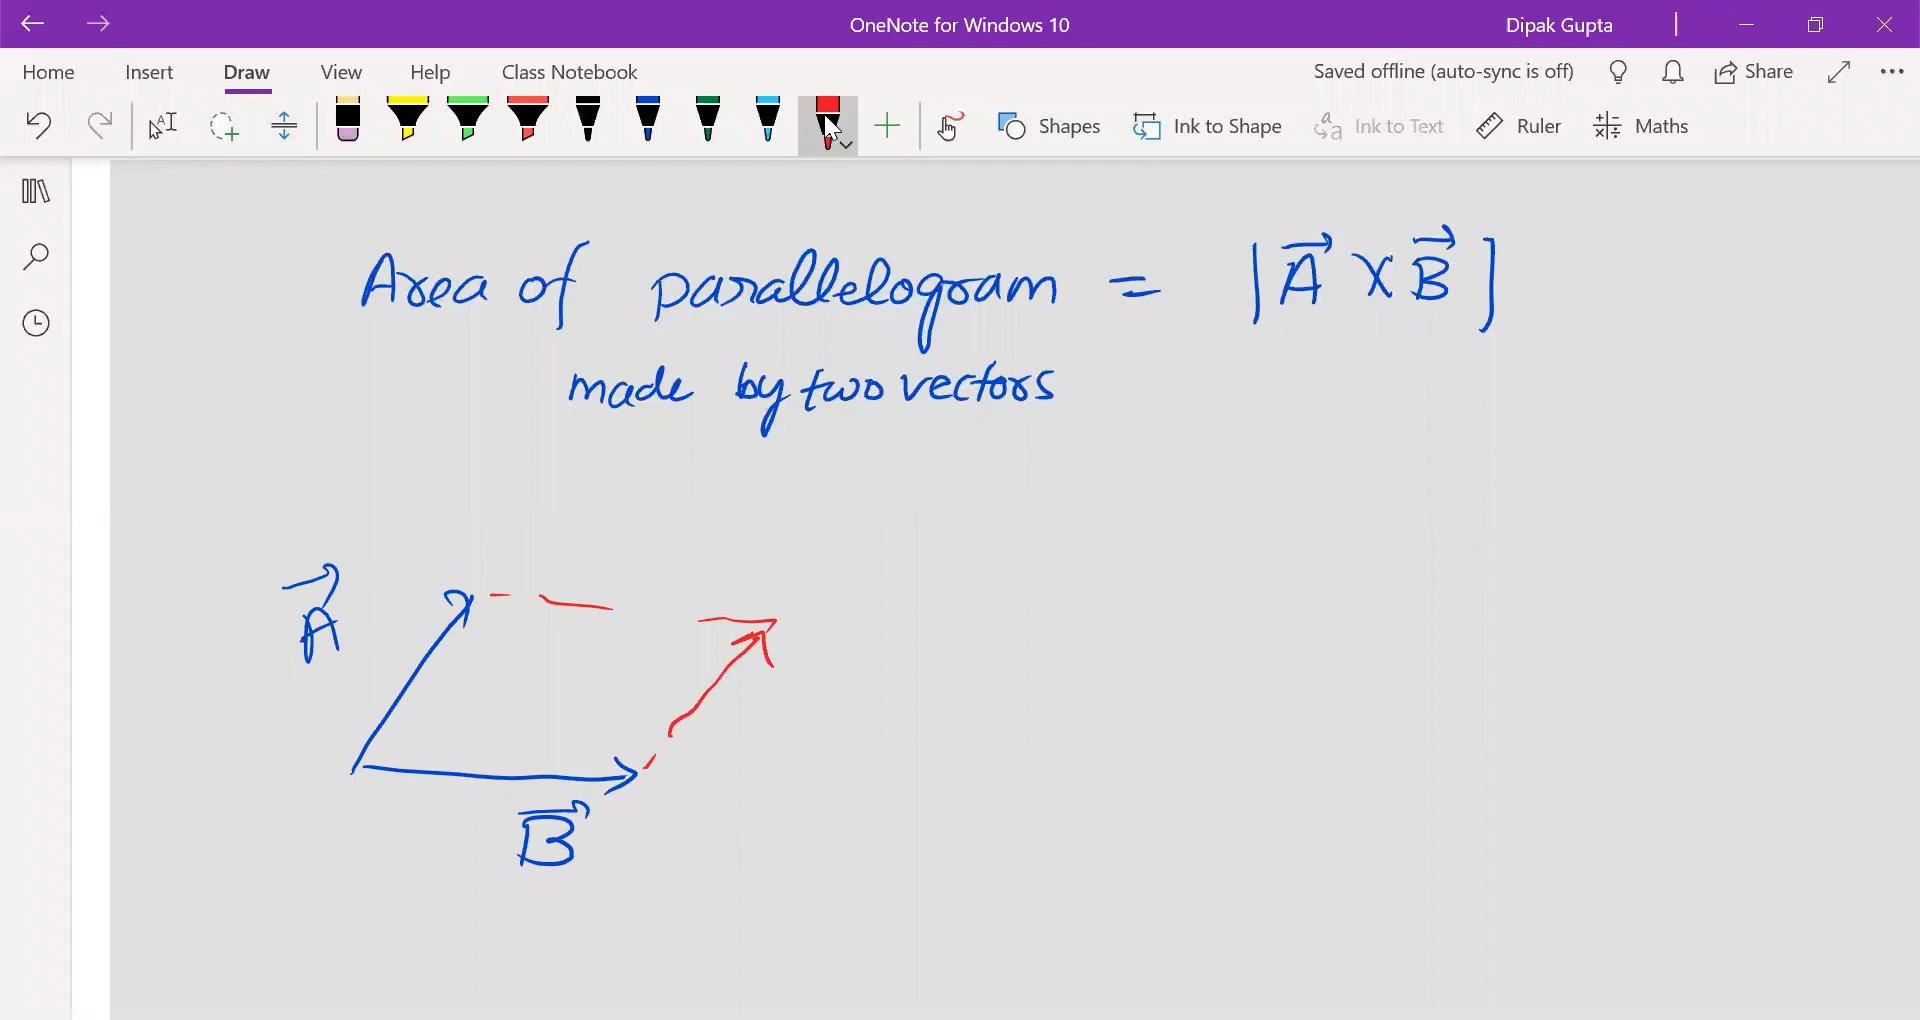 OneNote for Windows 10
Dipak Gupta
Home Insert Draw View Help Class Notebook
Saved offline (auto-sync is off) Share
Shapes Ink to Shape Ink to Text Ruler Maths
Area of parallelogram = |A⃗ × B⃗|
made by two vectors
A⃗
B⃗